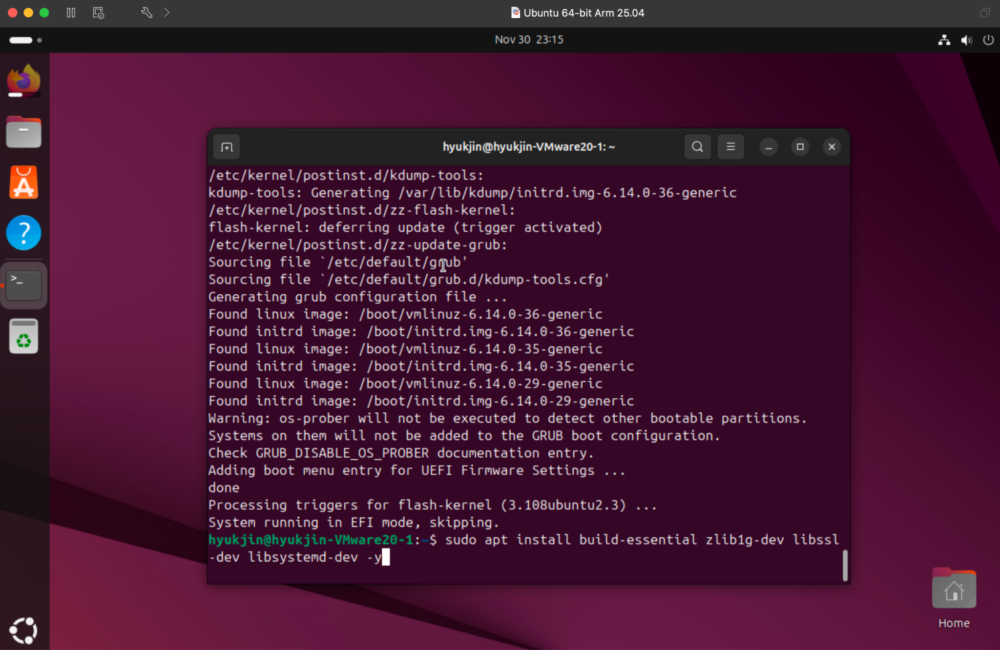 Ubuntu 64-bit Arm 25.04
Nov 30 23:15
hyukjin@hyukjin-VMware20-1: ~
/etc/kernel/postinst.d/kdump-tools:
kdump-tools: Generating /var/lib/kdump/initrd.img-6.14.0-36-generic
/etc/kernel/postinst.d/zz-flash-kernel:
flash-kernel: deferring update (trigger activated)
/etc/kernel/postinst.d/zz-update-grub:
Sourcing file `/etc/default/grub'
Sourcing file `/etc/default/grub.d/kdump-tools.cfg'
Generating grub configuration file ...
Found linux image: /boot/vmlinuz-6.14.0-36-generic
Found initrd image: /boot/initrd.img-6.14.0-36-generic
Found linux image: /boot/vmlinuz-6.14.0-35-generic
Found initrd image: /boot/initrd.img-6.14.0-35-generic
Found linux image: /boot/vmlinuz-6.14.0-29-generic
Found initrd image: /boot/initrd.img-6.14.0-29-generic
Warning: os-prober will not be executed to detect other bootable partitions.
Systems on them will not be added to the GRUB boot configuration.
Check GRUB_DISABLE_OS_PROBER documentation entry.
Adding boot menu entry for UEFI Firmware Settings ...
done
Processing triggers for flash-kernel (3.108ubuntu2.3) ...
System running in EFI mode, skipping.
hyukjin@hyukjin-VMware20-1:~$ sudo apt install build-essential zlib1g-dev libssl
-dev libsystemd-dev -y
Home